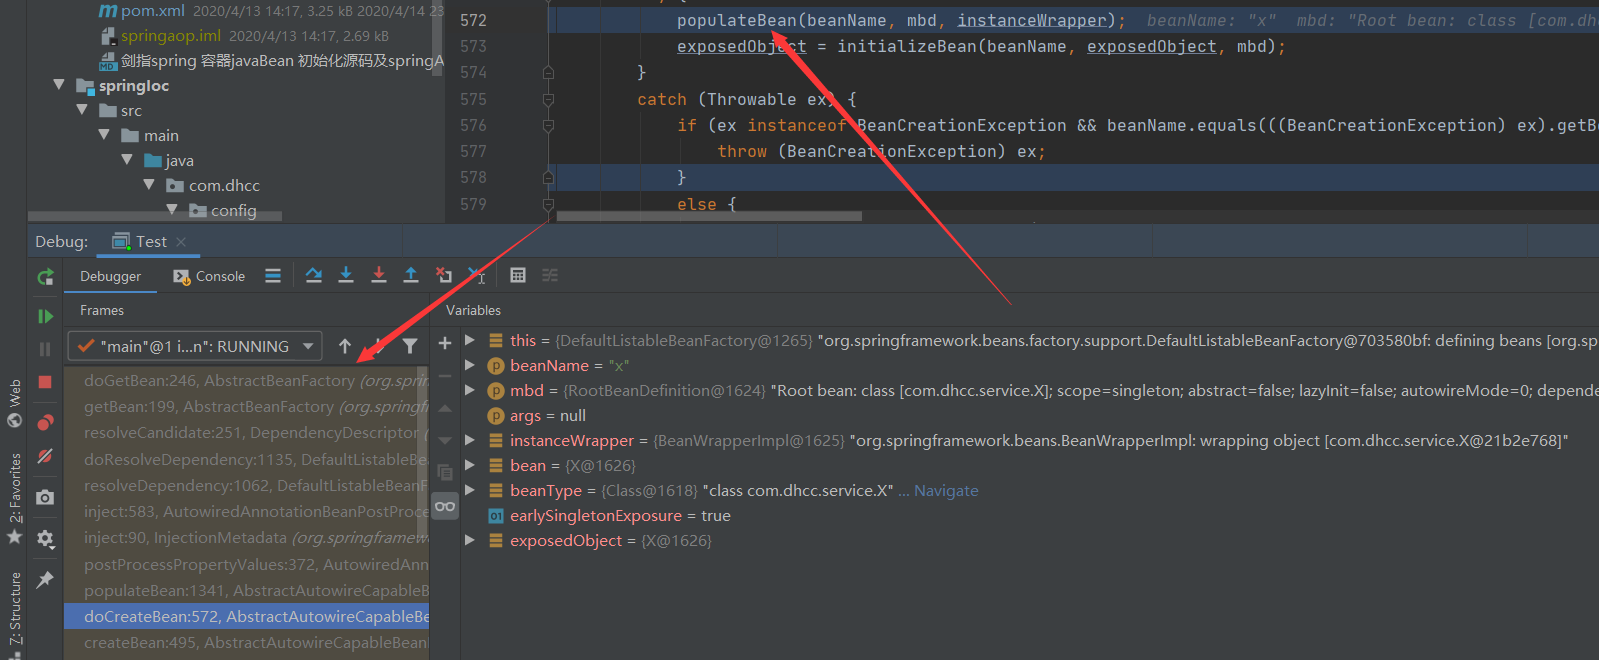 pom.xml 2020/4/13 14:17, 3.25 kB 2020/4/14 23
springaop.iml 2020/4/13 14:17, 2.69 kB
剑指spring 容器javaBean 初始化源码及springA
springIoc
src
main
java
com.dhcc
config
572 populateBean(beanName, mbd, instanceWrapper); beanName: "x" mbd: "Root bean: class [com.dhc
573 exposedObject = initializeBean(beanName, exposedObject, mbd);
574 }
575 catch (Throwable ex) {
576 if (ex instanceof BeanCreationException && beanName.equals(((BeanCreationException) ex).getBe
577 throw (BeanCreationException) ex;
578 }
579 else {
Debug: Test
Debugger Console
Frames
Variables
"main"@1 i...n": RUNNING
doGetBean:246, AbstractBeanFactory (org.sprin
getBean:199, AbstractBeanFactory (org.springf
resolveCandidate:251, DependencyDescriptor (
doResolveDependency:1135, DefaultListableBe
resolveDependency:1062, DefaultListableBeanF
inject:583, AutowiredAnnotationBeanPostProce
inject:90, InjectionMetadata (org.springframew
postProcessPropertyValues:372, AutowiredAnn
populateBean:1341, AbstractAutowireCapableB
doCreateBean:572, AbstractAutowireCapableBe
createBean:495, AbstractAutowireCapableBean
this = {DefaultListableBeanFactory@1265} "org.springframework.beans.factory.support.DefaultListableBeanFactory@703580bf: defining beans [org.sp
beanName = "x"
mbd = {RootBeanDefinition@1624} "Root bean: class [com.dhcc.service.X]; scope=singleton; abstract=false; lazyInit=false; autowireMode=0; depende
args = null
instanceWrapper = {BeanWrapperImpl@1625} "org.springframework.beans.BeanWrapperImpl: wrapping object [com.dhcc.service.X@21b2e768]"
bean = {X@1626}
beanType = {Class@1618} "class com.dhcc.service.X" ... Navigate
earlySingletonExposure = true
exposedObject = {X@1626}
Web
2: Favorites
7: Structure